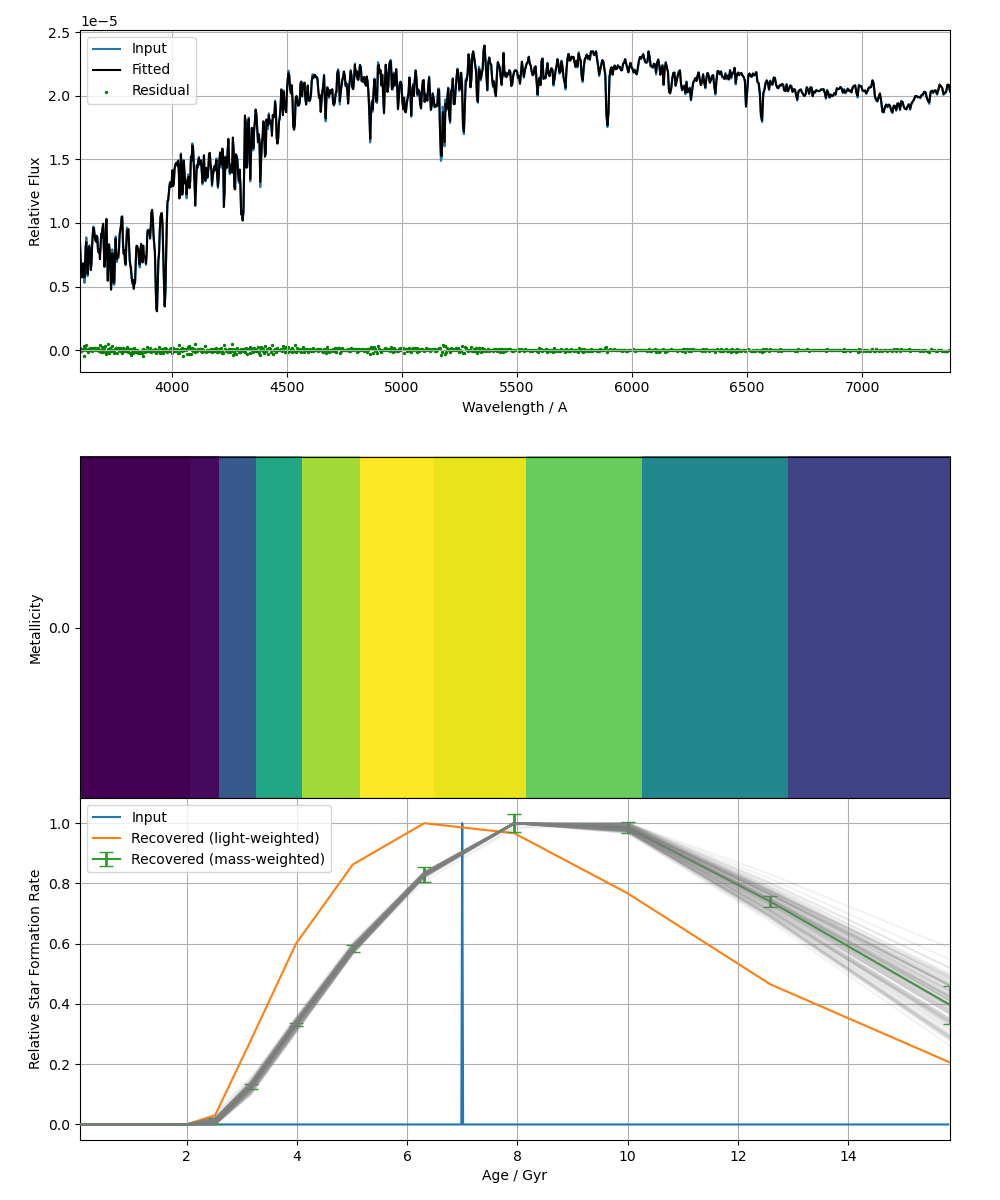 1e−5
2.5
2.0
1.5
1.0
0.5
0.0
Input
Fitted
Residual
Relative Flux
4000 4500 5000 5500 6000 6500 7000
Wavelength / A
Metallicity
0.0
1.0
0.8
0.6
0.4
0.2
0.0
Input
Recovered (light-weighted)
Recovered (mass-weighted)
Relative Star Formation Rate
2 4 6 8 10 12 14
Age / Gyr